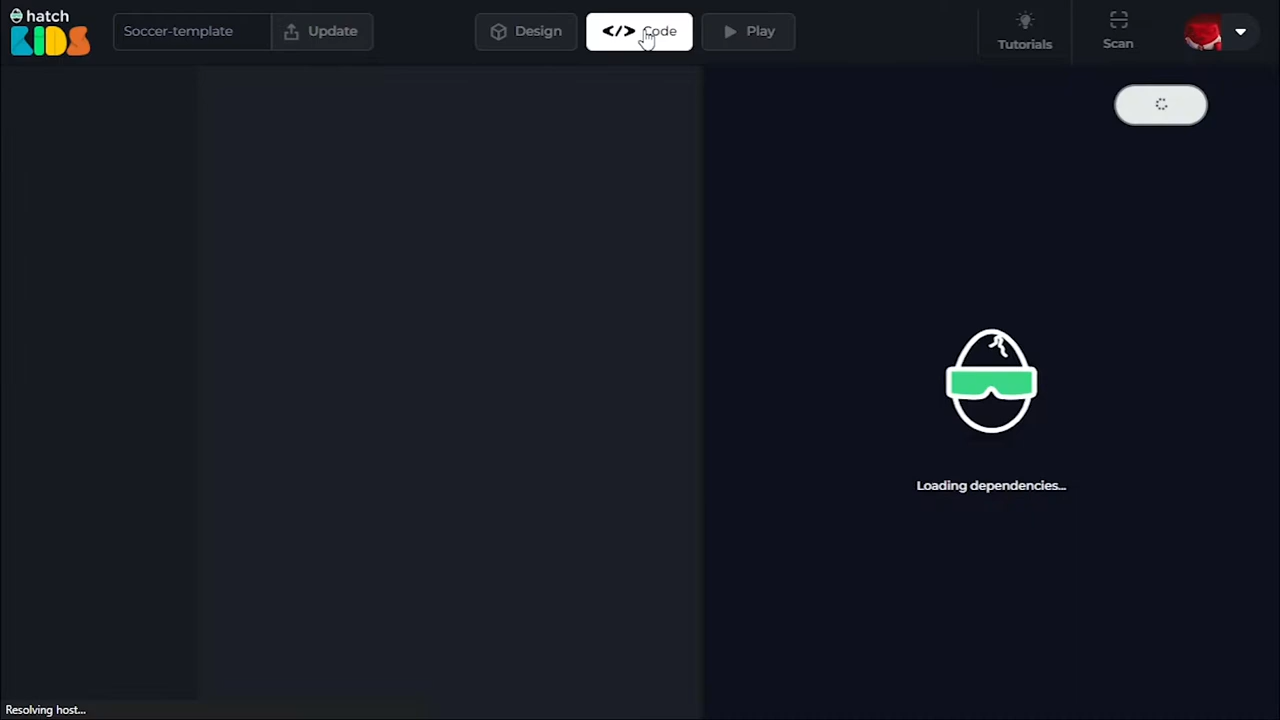 hatch
KIDS
Soccer-template
Update
Design
</> Code
Play
Tutorials
Scan
Loading dependencies...
Resolving host...